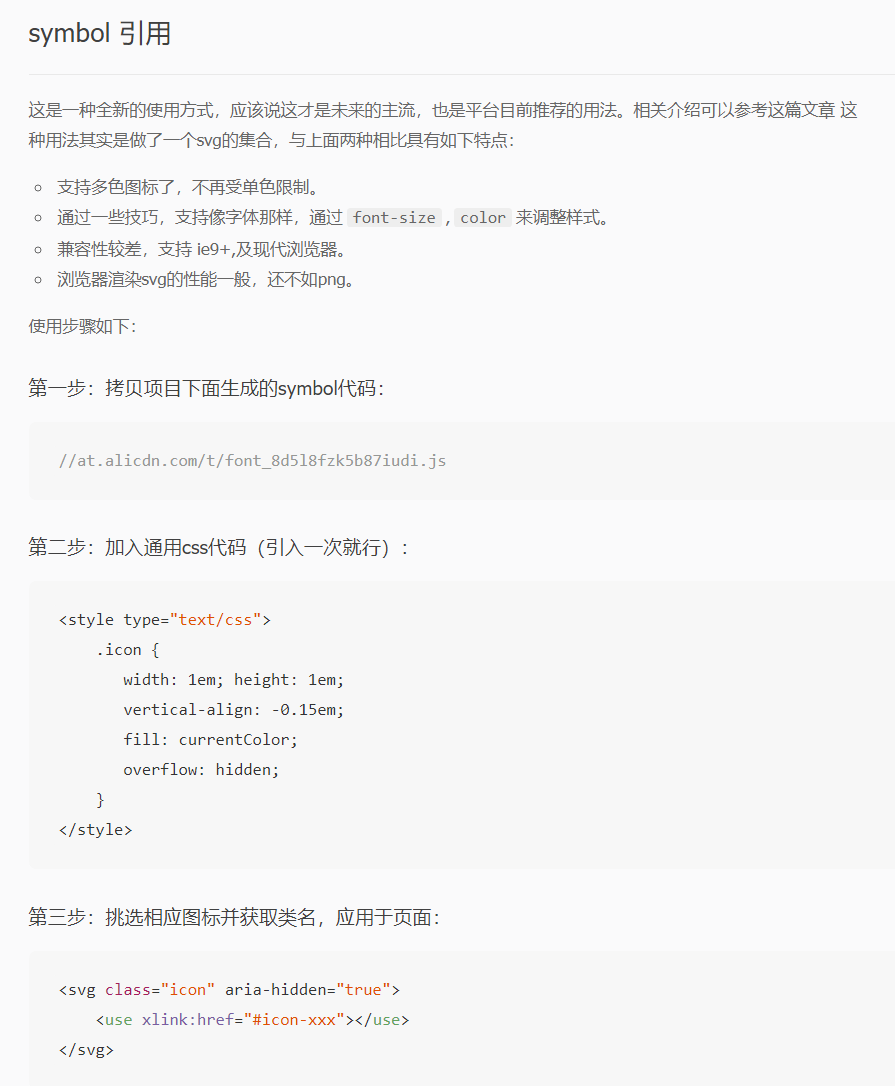 symbol 引用
这是一种全新的使用方式，应该说这才是未来的主流，也是平台目前推荐的用法。相关介绍可以参考这篇文章 这
种用法其实是做了一个svg的集合，与上面两种相比具有如下特点：
支持多色图标了，不再受单色限制。
通过一些技巧，支持像字体那样，通过 font-size , color 来调整样式。
兼容性较差，支持 ie9+,及现代浏览器。
浏览器渲染svg的性能一般，还不如png。
使用步骤如下：
第一步：拷贝项目下面生成的symbol代码：
//at.alicdn.com/t/font_8d5l8fzk5b87iudi.js
第二步：加入通用css代码（引入一次就行）：
<style type="text/css">
    .icon {
       width: 1em; height: 1em;
       vertical-align: -0.15em;
       fill: currentColor;
       overflow: hidden;
    }
</style>
第三步：挑选相应图标并获取类名，应用于页面：
<svg class="icon" aria-hidden="true">
    <use xlink:href="#icon-xxx"></use>
</svg>